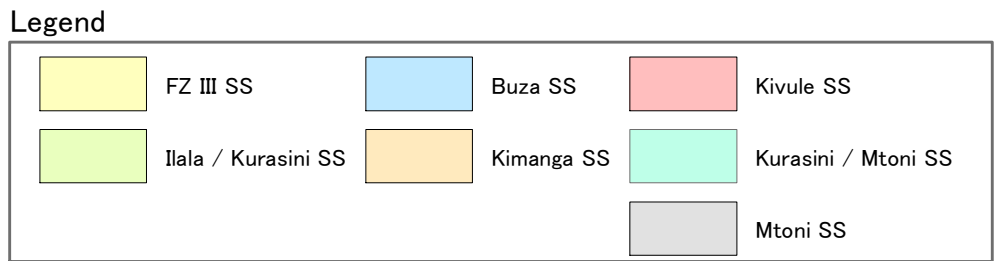 Legend
FZ III SS
Buza SS
Kivule SS
Ilala / Kurasini SS
Kimanga SS
Kurasini / Mtoni SS
Mtoni SS